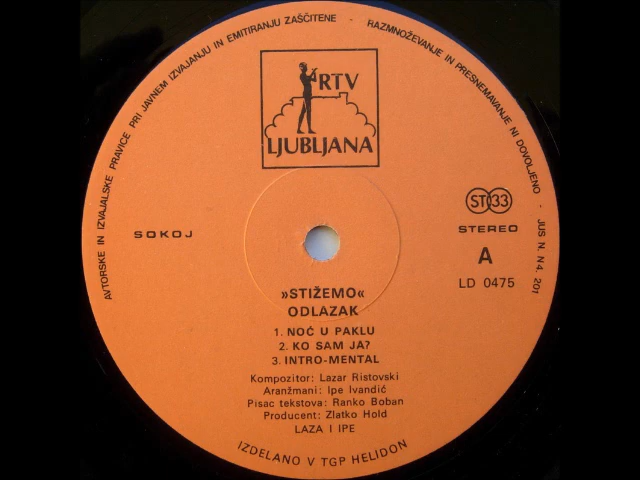 AVTORSKE IN IZVAJALSKE PRAVICE PRI JAVNEM IZVAJANJU IN EMITIRANJU ZAŠČITENE - RAZMNOŽEVANJE IN PRESNEMAVANJE NI DOVOLJENO - JUS N. N4. 201
RTV
LJUBLJANA
SOKOJ
ST 33
STEREO
A
LD 0475
»STIŽEMO«
ODLAZAK
1. NOĆ U PAKLU
2. KO SAM JA?
3. INTRO-MENTAL
Kompozitor: Lazar Ristovski
Aranžmani: Ipe Ivandić
Pisac tekstova: Ranko Boban
Producent: Zlatko Hold
LAZA I IPE
IZDELANO V TGP HELIDON